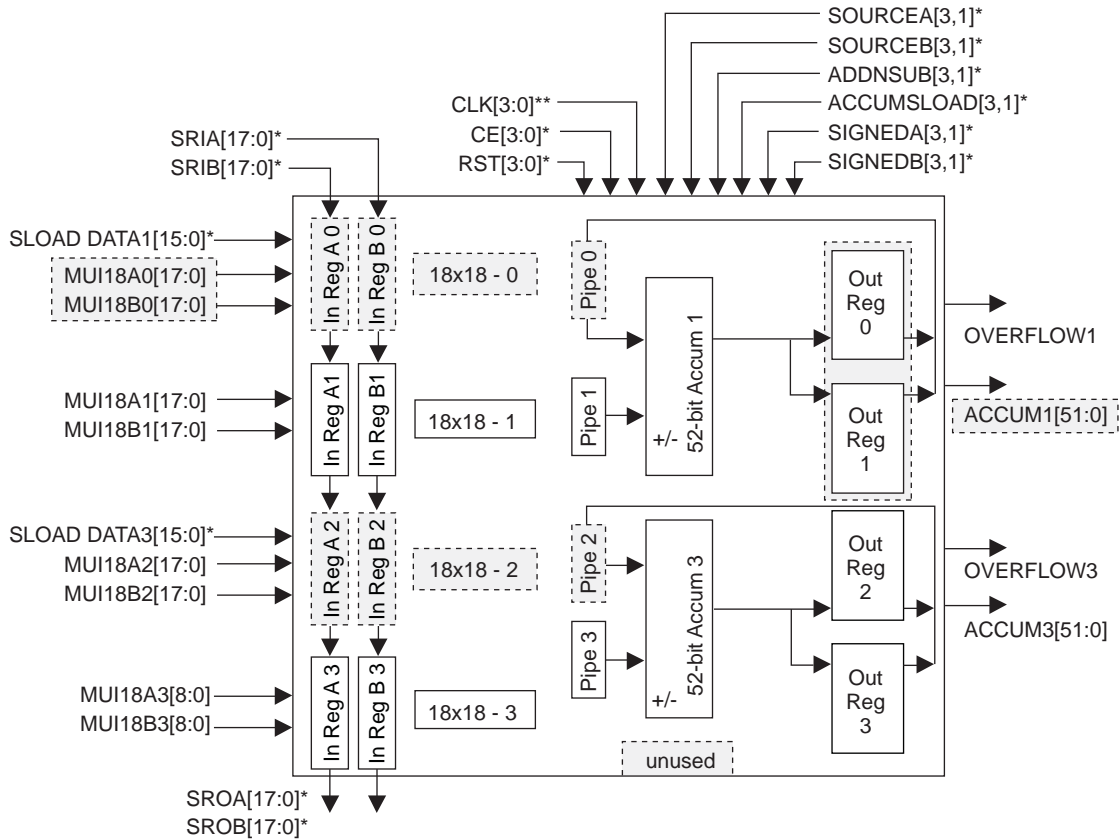 SOURCEA[3,1]*
SOURCEB[3,1]*
ADDNSUB[3,1]*
CLK[3:0]**
ACCUMSLOAD[3,1]*
CE[3:0]*
SIGNEDA[3,1]*
RST[3:0]*
SIGNEDB[3,1]*
SRIA[17:0]*
SRIB[17:0]*
SLOAD DATA1[15:0]*
MUI18A0[17:0]
MUI18B0[17:0]
MUI18A1[17:0]
MUI18B1[17:0]
SLOAD DATA3[15:0]*
MUI18A2[17:0]
MUI18B2[17:0]
MUI18A3[8:0]
MUI18B3[8:0]
In Reg A 0
In Reg B 0
In Reg A1
In Reg B1
In Reg A 2
In Reg B 2
In Reg A 3
In Reg B 3
18x18 - 0
18x18 - 1
18x18 - 2
18x18 - 3
Pipe 0
Pipe 1
52-bit Accum 1
+/-
Out
Reg
0
Out
Reg
1
Pipe 2
Pipe 3
52-bit Accum 3
+/-
Out
Reg
2
Out
Reg
3
OVERFLOW1
ACCUM1[51:0]
OVERFLOW3
ACCUM3[51:0]
unused
SROA[17:0]*
SROB[17:0]*